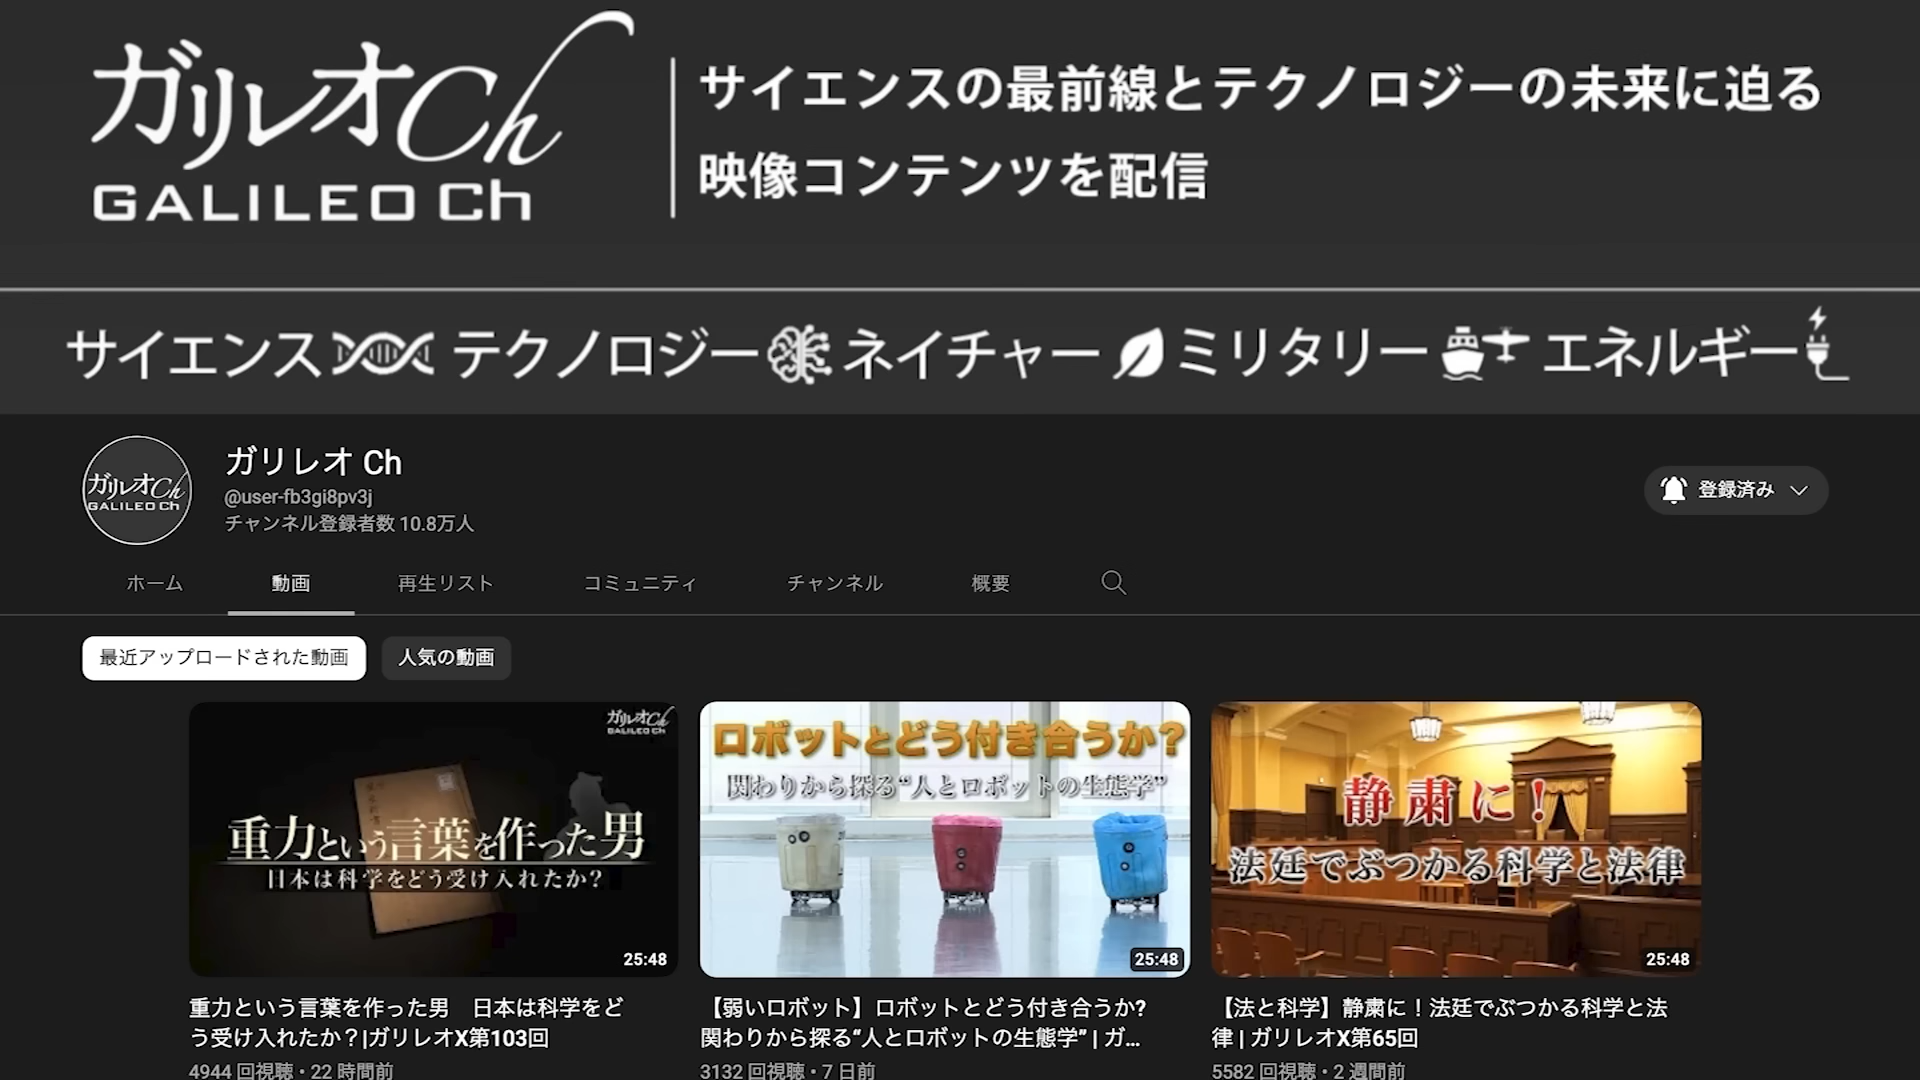 ガリレオCh
GALILEO Ch
サイエンスの最前線とテクノロジーの未来に迫る
映像コンテンツを配信
サイエンス テクノロジー ネイチャー ミリタリー エネルギー
ガリレオCh
GALILEO Ch
ガリレオ Ch
@user-fb3gi8pv3j
チャンネル登録者数 10.8万人
登録済み
ホーム 動画 再生リスト コミュニティ チャンネル 概要
最近アップロードされた動画 人気の動画
ガリレオCh
GALILEO Ch
重力という言葉を作った男
日本は科学をどう受け入れたか?
25:48
ロボットとどう付き合うか?
関わりから探る“人とロボットの生態学”
25:48
静粛に!
法廷でぶつかる科学と法律
25:48
重力という言葉を作った男　日本は科学をど
う受け入れたか？|ガリレオX第103回
4944 回視聴・22 時間前
【弱いロボット】ロボットとどう付き合うか?
関わりから探る“人とロボットの生態学” | ガ...
3132 回視聴・7 日前
【法と科学】静粛に！法廷でぶつかる科学と法
律 | ガリレオX第65回
5582 回視聴・2 週間前